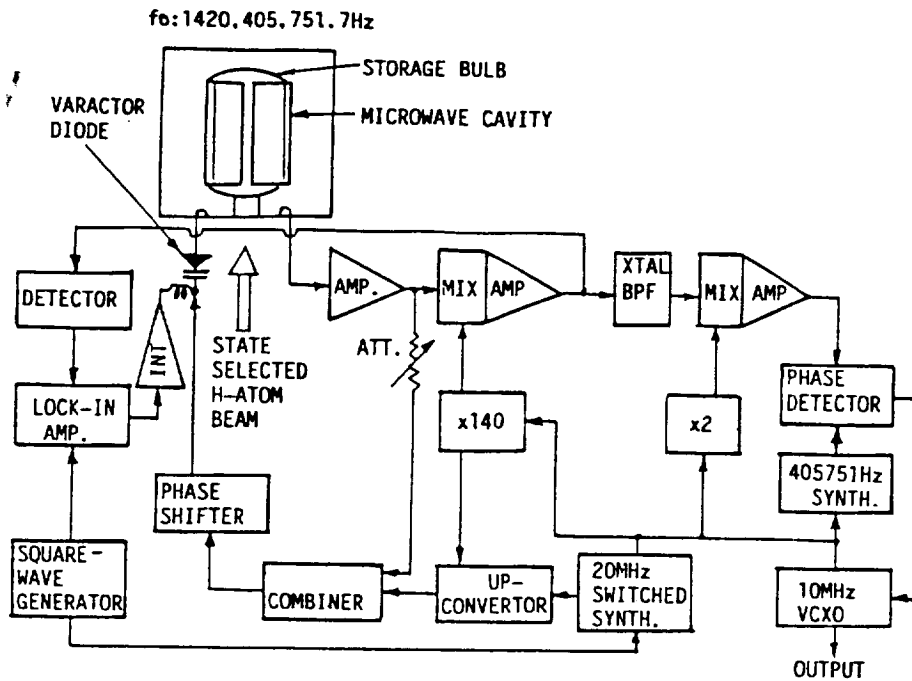 fo:1420,405,751.7Hz
STORAGE BULB
MICROWAVE CAVITY
VARACTOR
DIODE
DETECTOR
LOCK-IN
AMP.
INT
STATE
SELECTED
H-ATOM
BEAM
AMP.
ATT.
MIX
AMP
XTAL
BPF
MIX
AMP
x140
x2
PHASE
DETECTOR
405751Hz
SYNTH.
PHASE
SHIFTER
SQUARE-
WAVE
GENERATOR
COMBINER
UP-
CONVERTOR
20MHz
SWITCHED
SYNTH.
10MHz
VCXO
OUTPUT